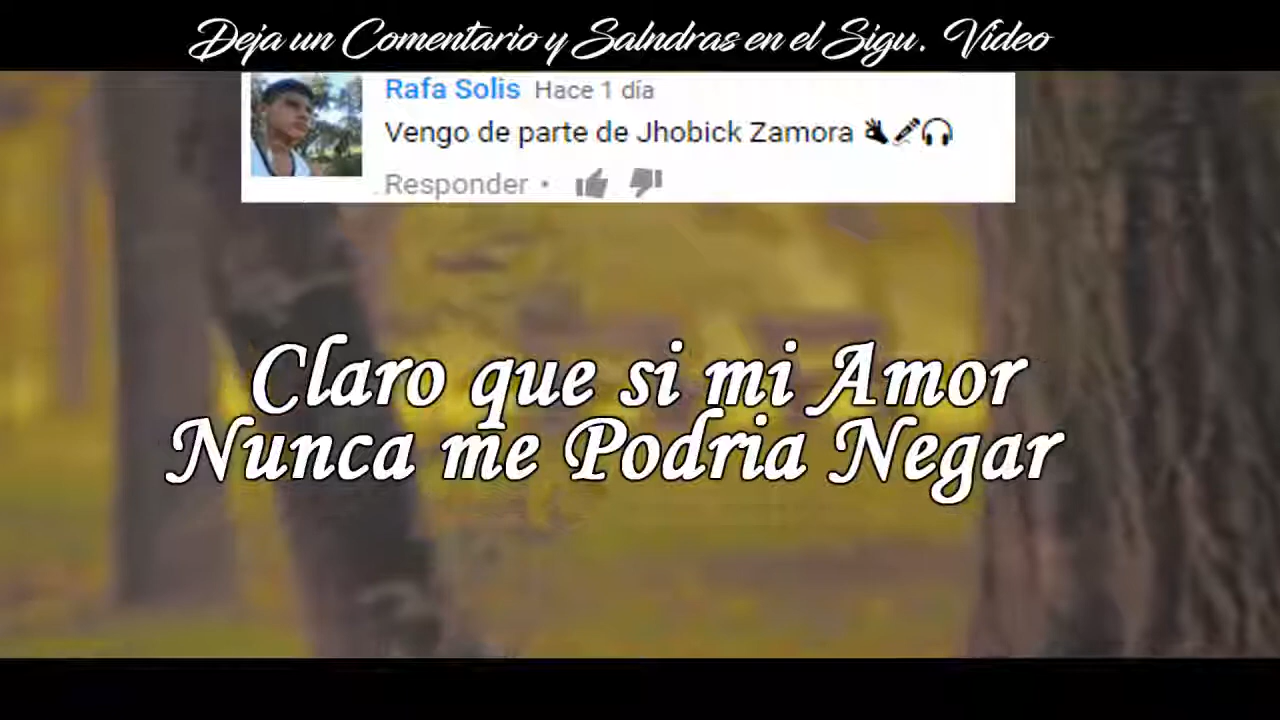 Deja un Comentario y Salndras en el Sigu. Video
Rafa Solis Hace 1 día
Vengo de parte de Jhobick Zamora
Responder •
Claro que si mi Amor
Nunca me Podria Negar